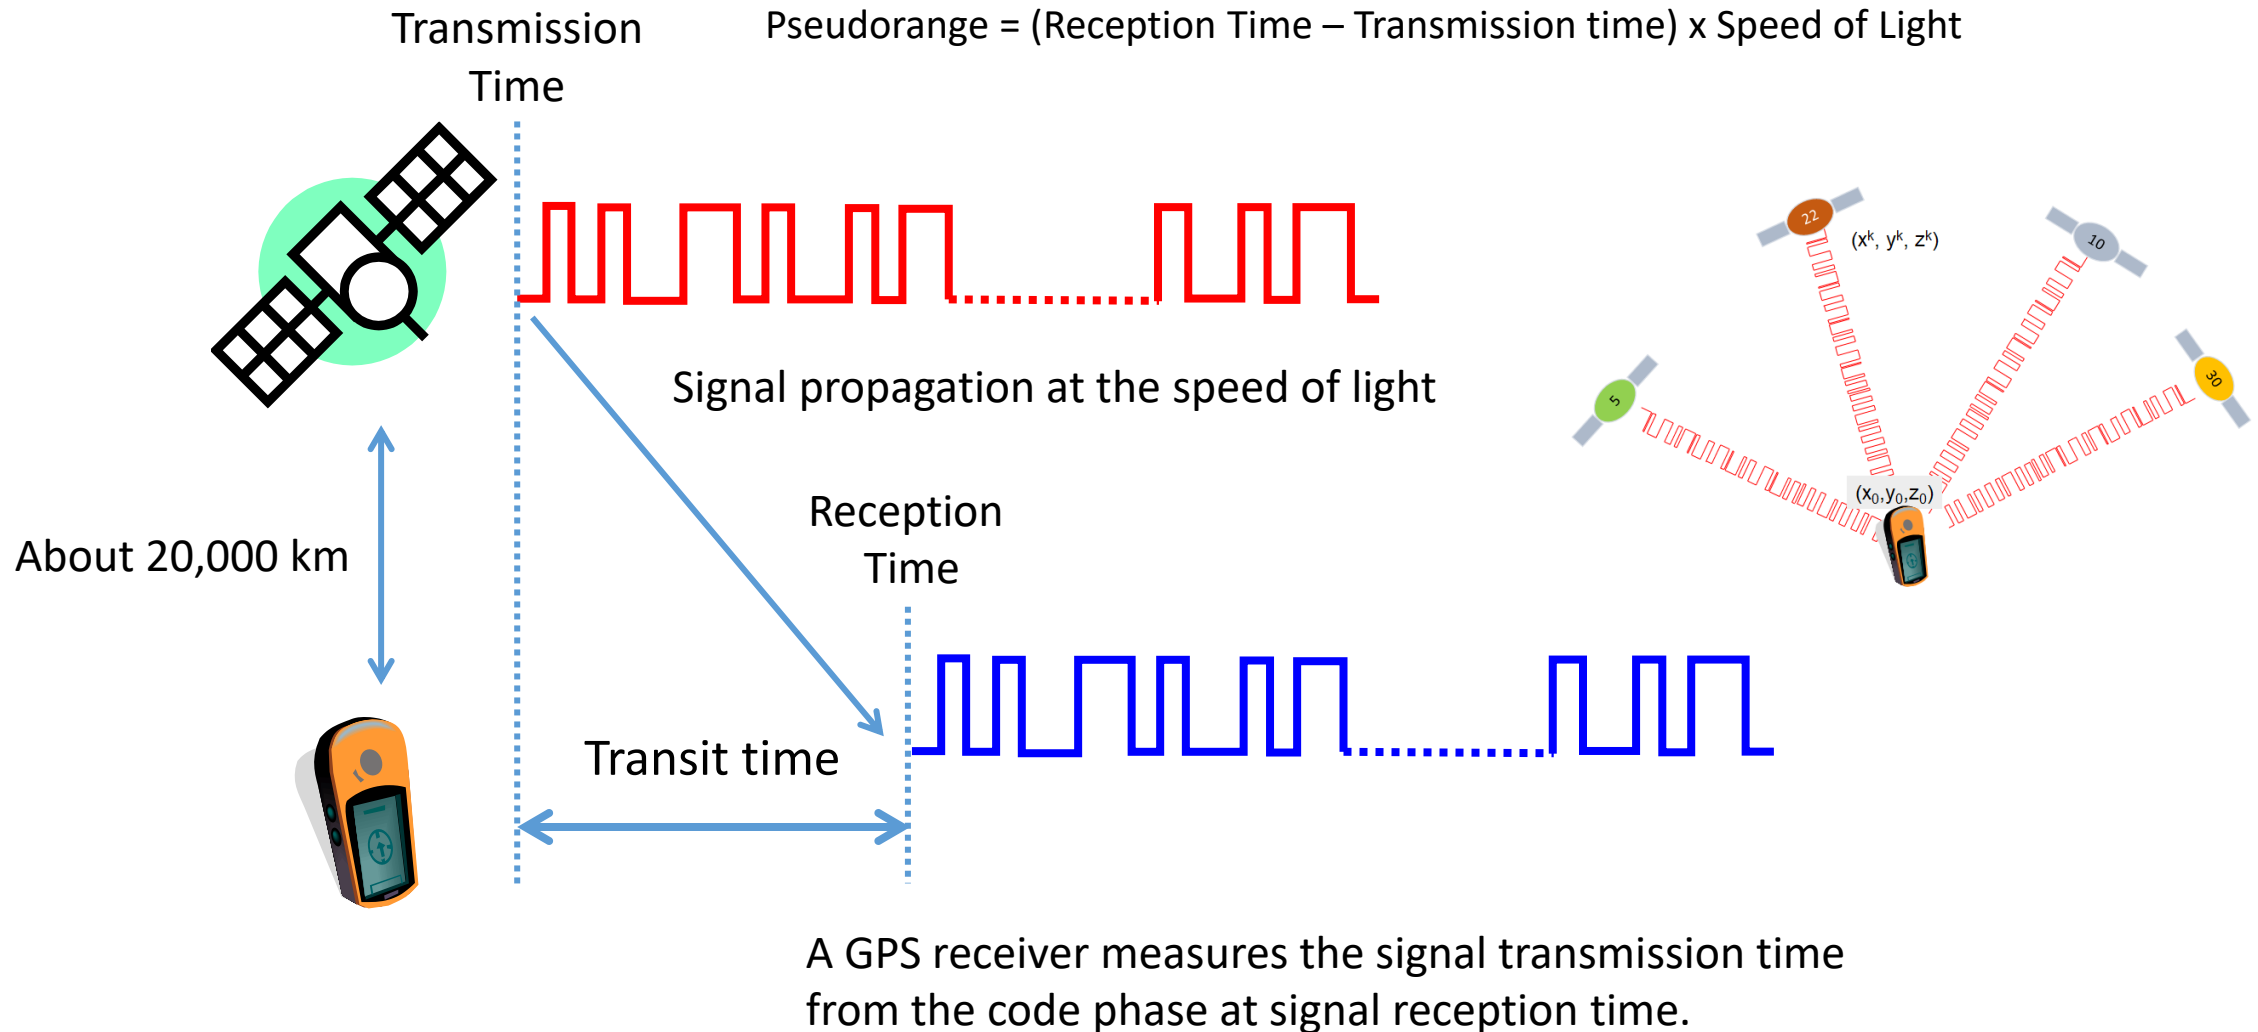 Transmission
Time
Pseudorange = (Reception Time – Transmission time) x Speed of Light
22
(xᵏ, yᵏ, zᵏ)
10
Signal propagation at the speed of light
5
30
Reception
Time
(x₀,y₀,z₀)
About 20,000 km
Transit time
A GPS receiver measures the signal transmission time
from the code phase at signal reception time.